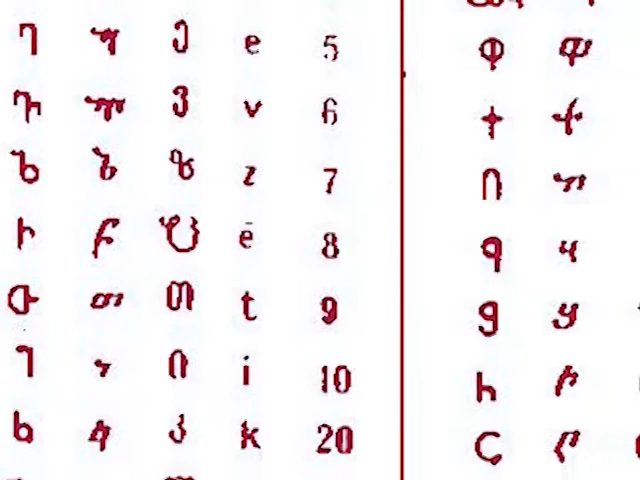 Ⴄ ⴄ ე e 5
Ⴅ ⴅ ვ v 6
Ⴆ ⴆ ზ z 7
Ⴡ ⴡ ჱ ē 8
Ⴇ ⴇ თ t 9
Ⴈ ⴈ ი i 10
Ⴉ ⴉ კ k 20
Ⴔ ⴔ
Ⴕ ⴕ
Ⴖ ⴖ
Ⴗ ⴗ
Ⴘ ⴘ
Ⴙ ⴙ
Ⴚ ⴚ